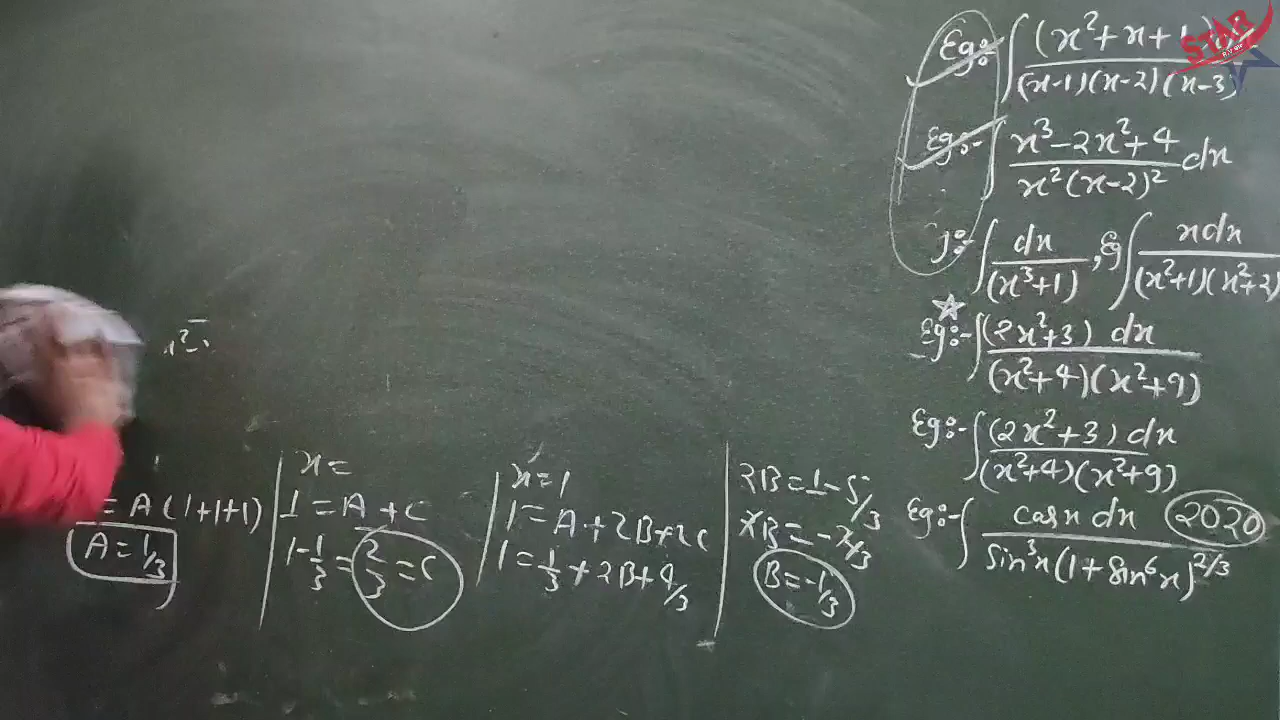 Eg:- ∫ (x²+x+1)dx / (x-1)(x-2)(x-3)
Eg:- ∫ x³-2x²+4 / x²(x-2)² dx
g:- ∫ dx / (x³+1) , Eg ∫ xdx / (x²+1)(x²+2)
Eg:- ∫ (2x²+3) dx / (x²+4)(x²+9)
Eg:- ∫ (2x²+3) dx / (x²+4)(x²+9)
Eg:- ∫ cosx dx / sin³x(1+sin⁶x)^2/3 2020
= A(1+1+1)
A=1/3
x=
1=A+C
1-1/3=2/3=C
x=1
1=A+2B+2C
1=1/3+2B+4/3
2B=1-5/3
2B=-2/3
B=-1/3
STAR